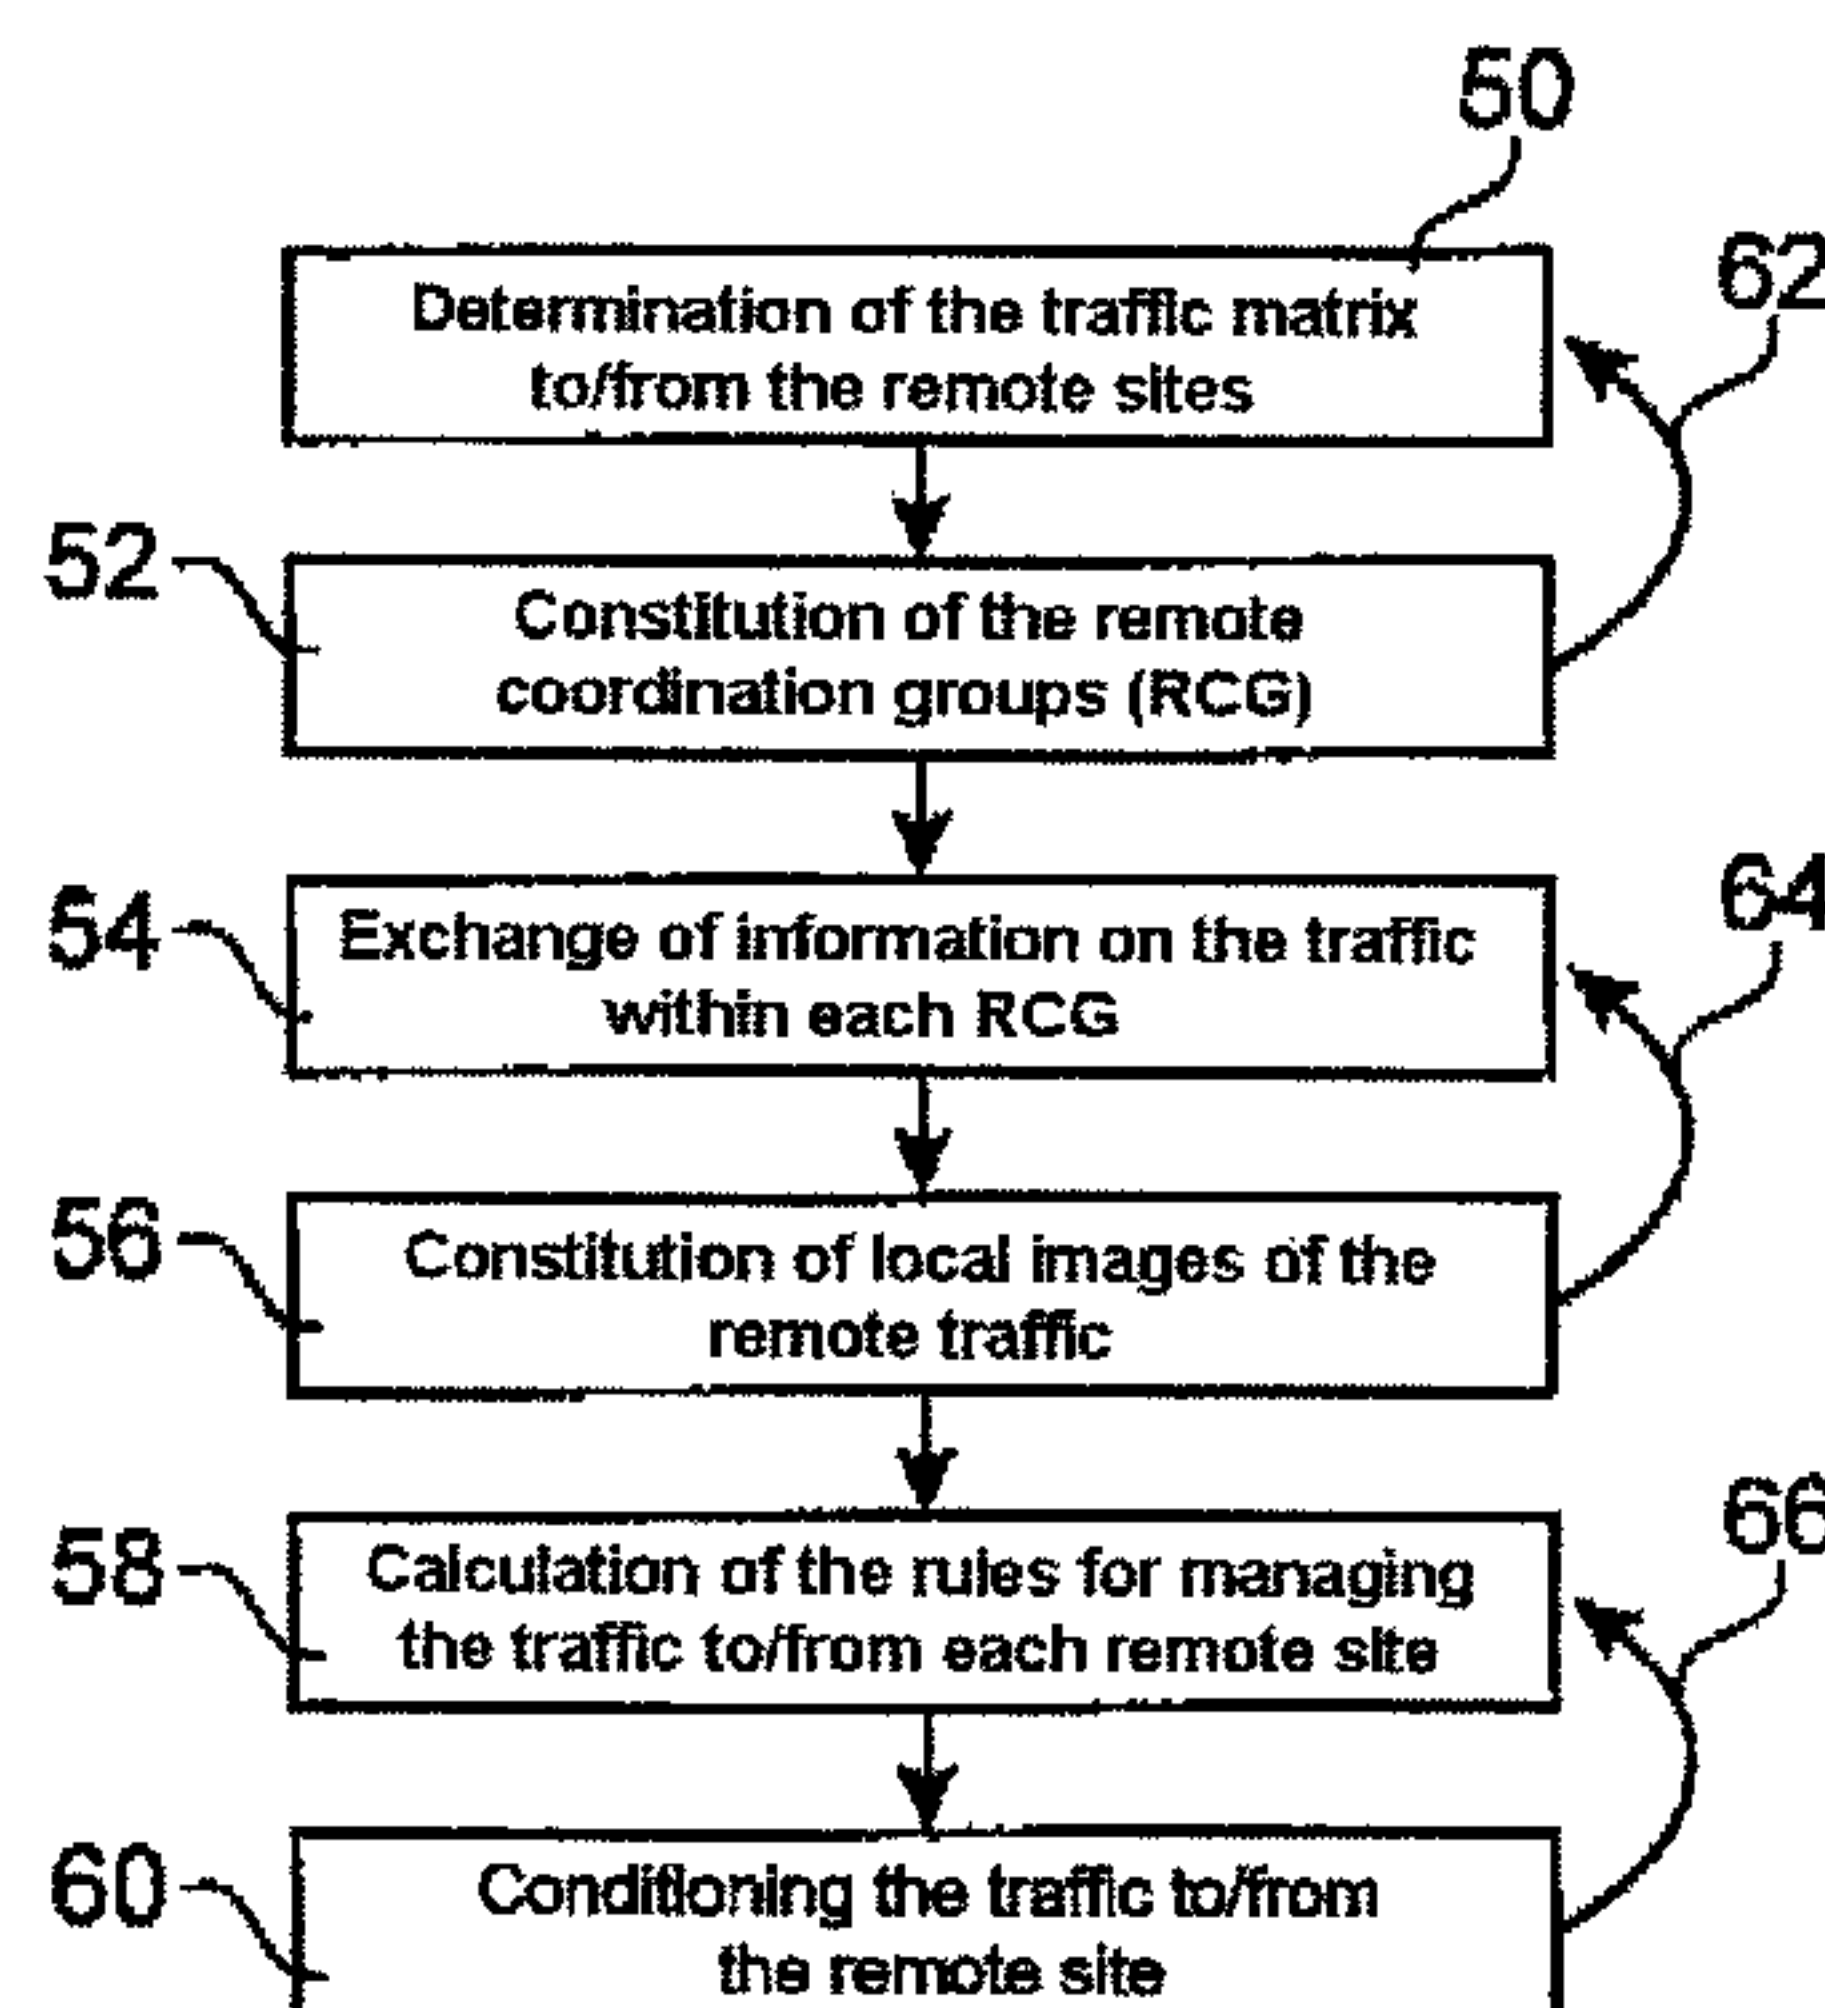 50
Determination of the traffic matrix
to/from the remote sites
62
52
Constitution of the remote
coordination groups (RCG)
54
Exchange of information on the traffic
within each RCG
64
56
Constitution of local images of the
remote traffic
58
Calculation of the rules for managing
the traffic to/from each remote site
66
60
Conditioning the traffic to/from
the remote site